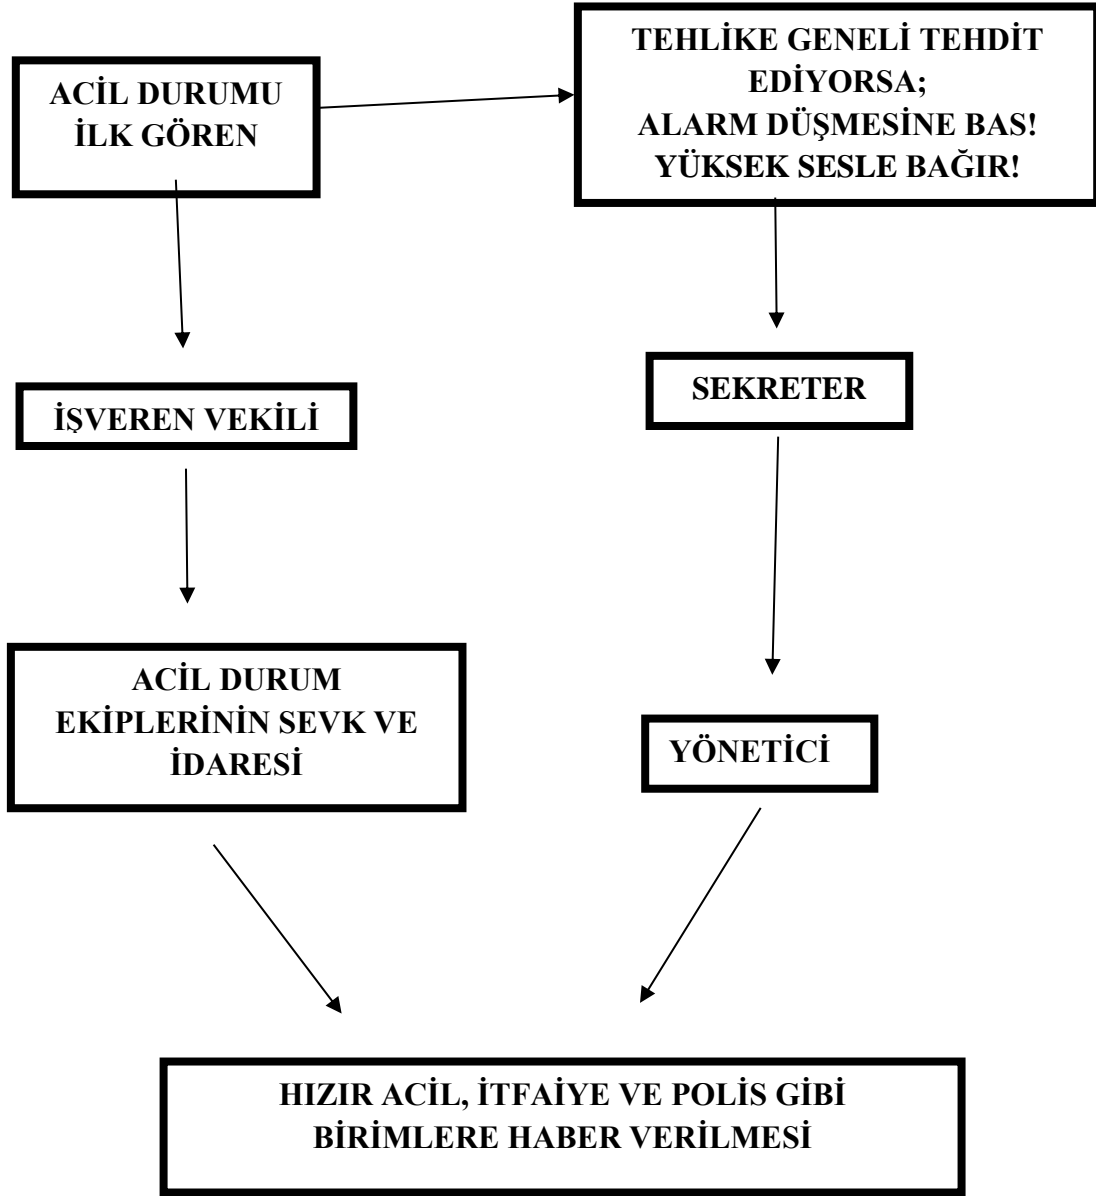 ACİL DURUMU
İLK GÖREN
TEHLİKE GENELİ TEHDİT
EDİYORSA;
ALARM DÜŞMESİNE BAS!
YÜKSEK SESLE BAĞIR!
İŞVEREN VEKİLİ
SEKRETER
ACİL DURUM
EKİPLERİNİN SEVK VE
İDARESİ
YÖNETİCİ
HIZIR ACİL, İTFAİYE VE POLİS GİBİ
BİRİMLERE HABER VERİLMESİ